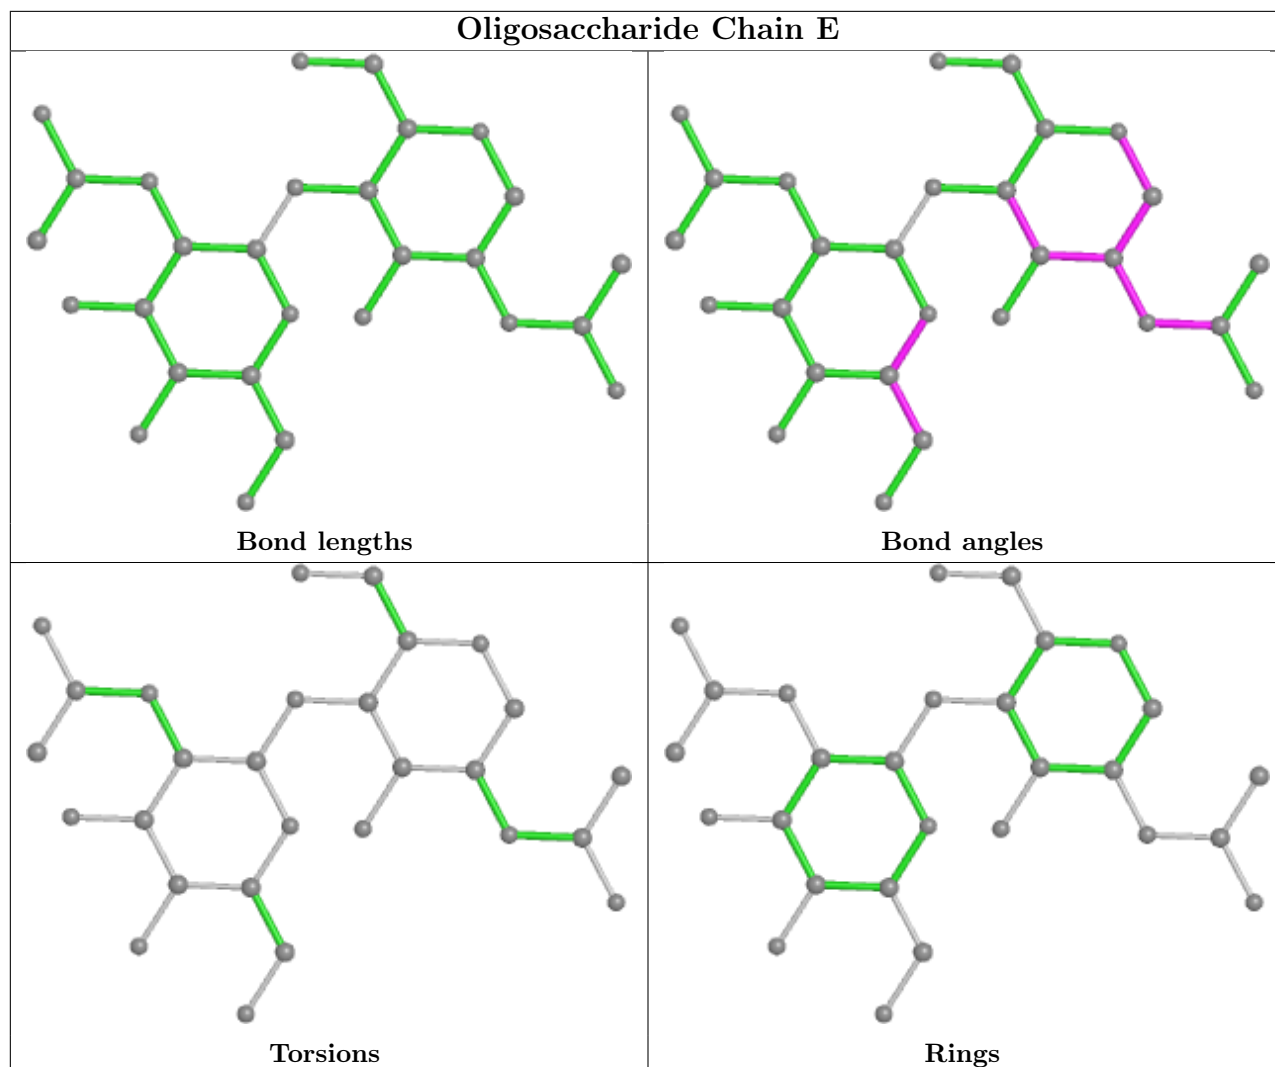 Oligosaccharide Chain E
Bond lengths
Bond angles
Torsions
Rings